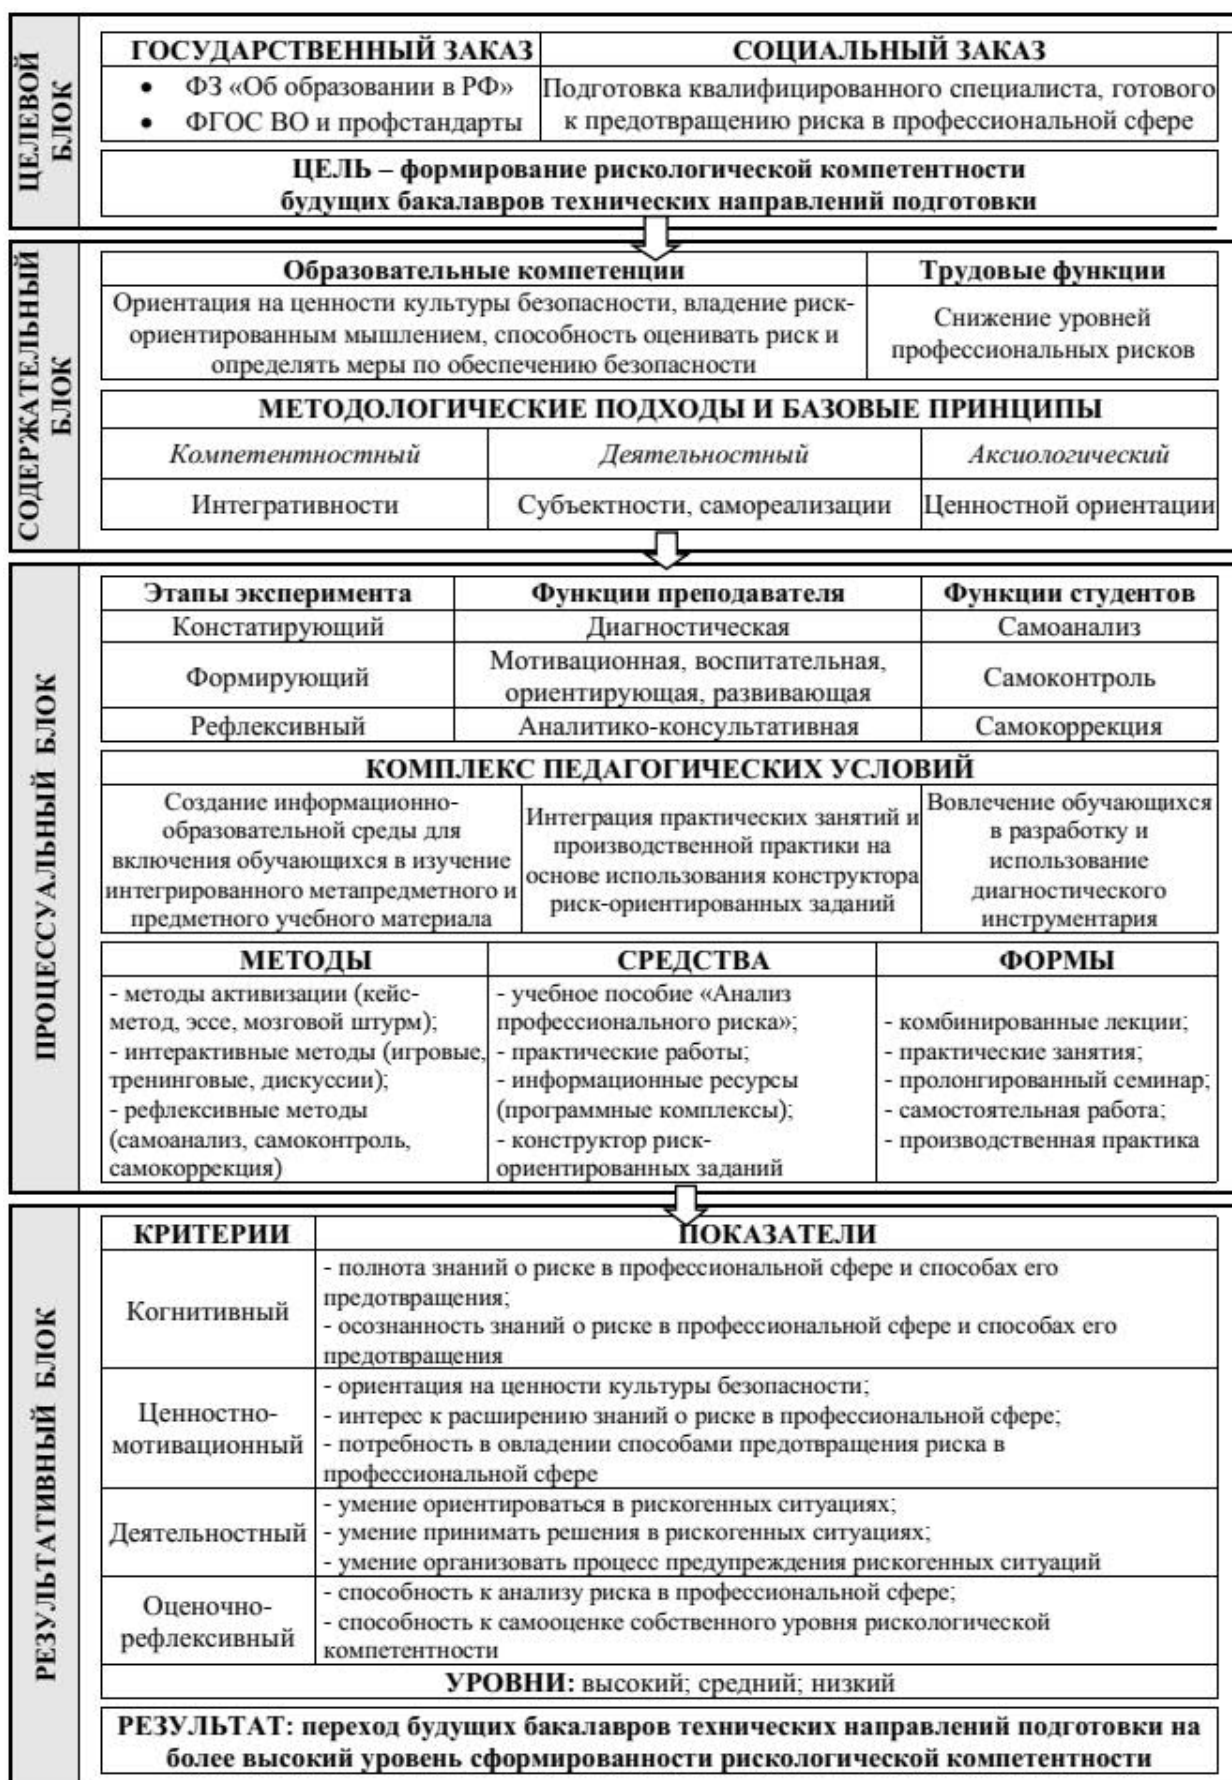 ЦЕЛЕВОЙ
БЛОК
ГОСУДАРСТВЕННЫЙ ЗАКАЗ
• ФЗ «Об образовании в РФ»
• ФГОС ВО и профстандарты
СОЦИАЛЬНЫЙ ЗАКАЗ
Подготовка квалифицированного специалиста, готового
к предотвращению риска в профессиональной сфере
ЦЕЛЬ – формирование рискологической компетентности
будущих бакалавров технических направлений подготовки
СОДЕРЖАТЕЛЬНЫЙ
БЛОК
Образовательные компетенции
Ориентация на ценности культуры безопасности, владение риск-
ориентированным мышлением, способность оценивать риск и
определять меры по обеспечению безопасности
Трудовые функции
Снижение уровней
профессиональных рисков
МЕТОДОЛОГИЧЕСКИЕ ПОДХОДЫ И БАЗОВЫЕ ПРИНЦИПЫ
Компетентностный
Деятельностный
Аксиологический
Интегративности
Субъектности, самореализации
Ценностной ориентации
ПРОЦЕССУАЛЬНЫЙ БЛОК
Этапы эксперимента
Функции преподавателя
Функции студентов
Констатирующий
Диагностическая
Самоанализ
Формирующий
Мотивационная, воспитательная,
ориентирующая, развивающая
Самоконтроль
Рефлексивный
Аналитико-консультативная
Самокоррекция
КОМПЛЕКС ПЕДАГОГИЧЕСКИХ УСЛОВИЙ
Создание информационно-
образовательной среды для
включения обучающихся в изучение
интегрированного метапредметного и
предметного учебного материала
Интеграция практических занятий и
производственной практики на
основе использования конструктора
риск-ориентированных заданий
Вовлечение обучающихся
в разработку и
использование
диагностического
инструментария
МЕТОДЫ
- методы активизации (кейс-
метод, эссе, мозговой штурм);
- интерактивные методы (игровые,
тренинговые, дискуссии);
- рефлексивные методы
(самоанализ, самоконтроль,
самокоррекция)
СРЕДСТВА
- учебное пособие «Анализ
профессионального риска»;
- практические работы;
- информационные ресурсы
(программные комплексы);
- конструктор риск-
ориентированных заданий
ФОРМЫ
- комбинированные лекции;
- практические занятия;
- пролонгированный семинар;
- самостоятельная работа;
- производственная практика
РЕЗУЛЬТАТИВНЫЙ БЛОК
КРИТЕРИИ
ПОКАЗАТЕЛИ
Когнитивный
- полнота знаний о риске в профессиональной сфере и способах его
предотвращения;
- осознанность знаний о риске в профессиональной сфере и способах его
предотвращения
Ценностно-
мотивационный
- ориентация на ценности культуры безопасности;
- интерес к расширению знаний о риске в профессиональной сфере;
- потребность в овладении способами предотвращения риска в
профессиональной сфере
Деятельностный
- умение ориентироваться в рискогенных ситуациях;
- умение принимать решения в рискогенных ситуациях;
- умение организовать процесс предупреждения рискогенных ситуаций
Оценочно-
рефлексивный
- способность к анализу риска в профессиональной сфере;
- способность к самооценке собственного уровня рискологической
компетентности
УРОВНИ: высокий; средний; низкий
РЕЗУЛЬТАТ: переход будущих бакалавров технических направлений подготовки на
более высокий уровень сформированности рискологической компетентности